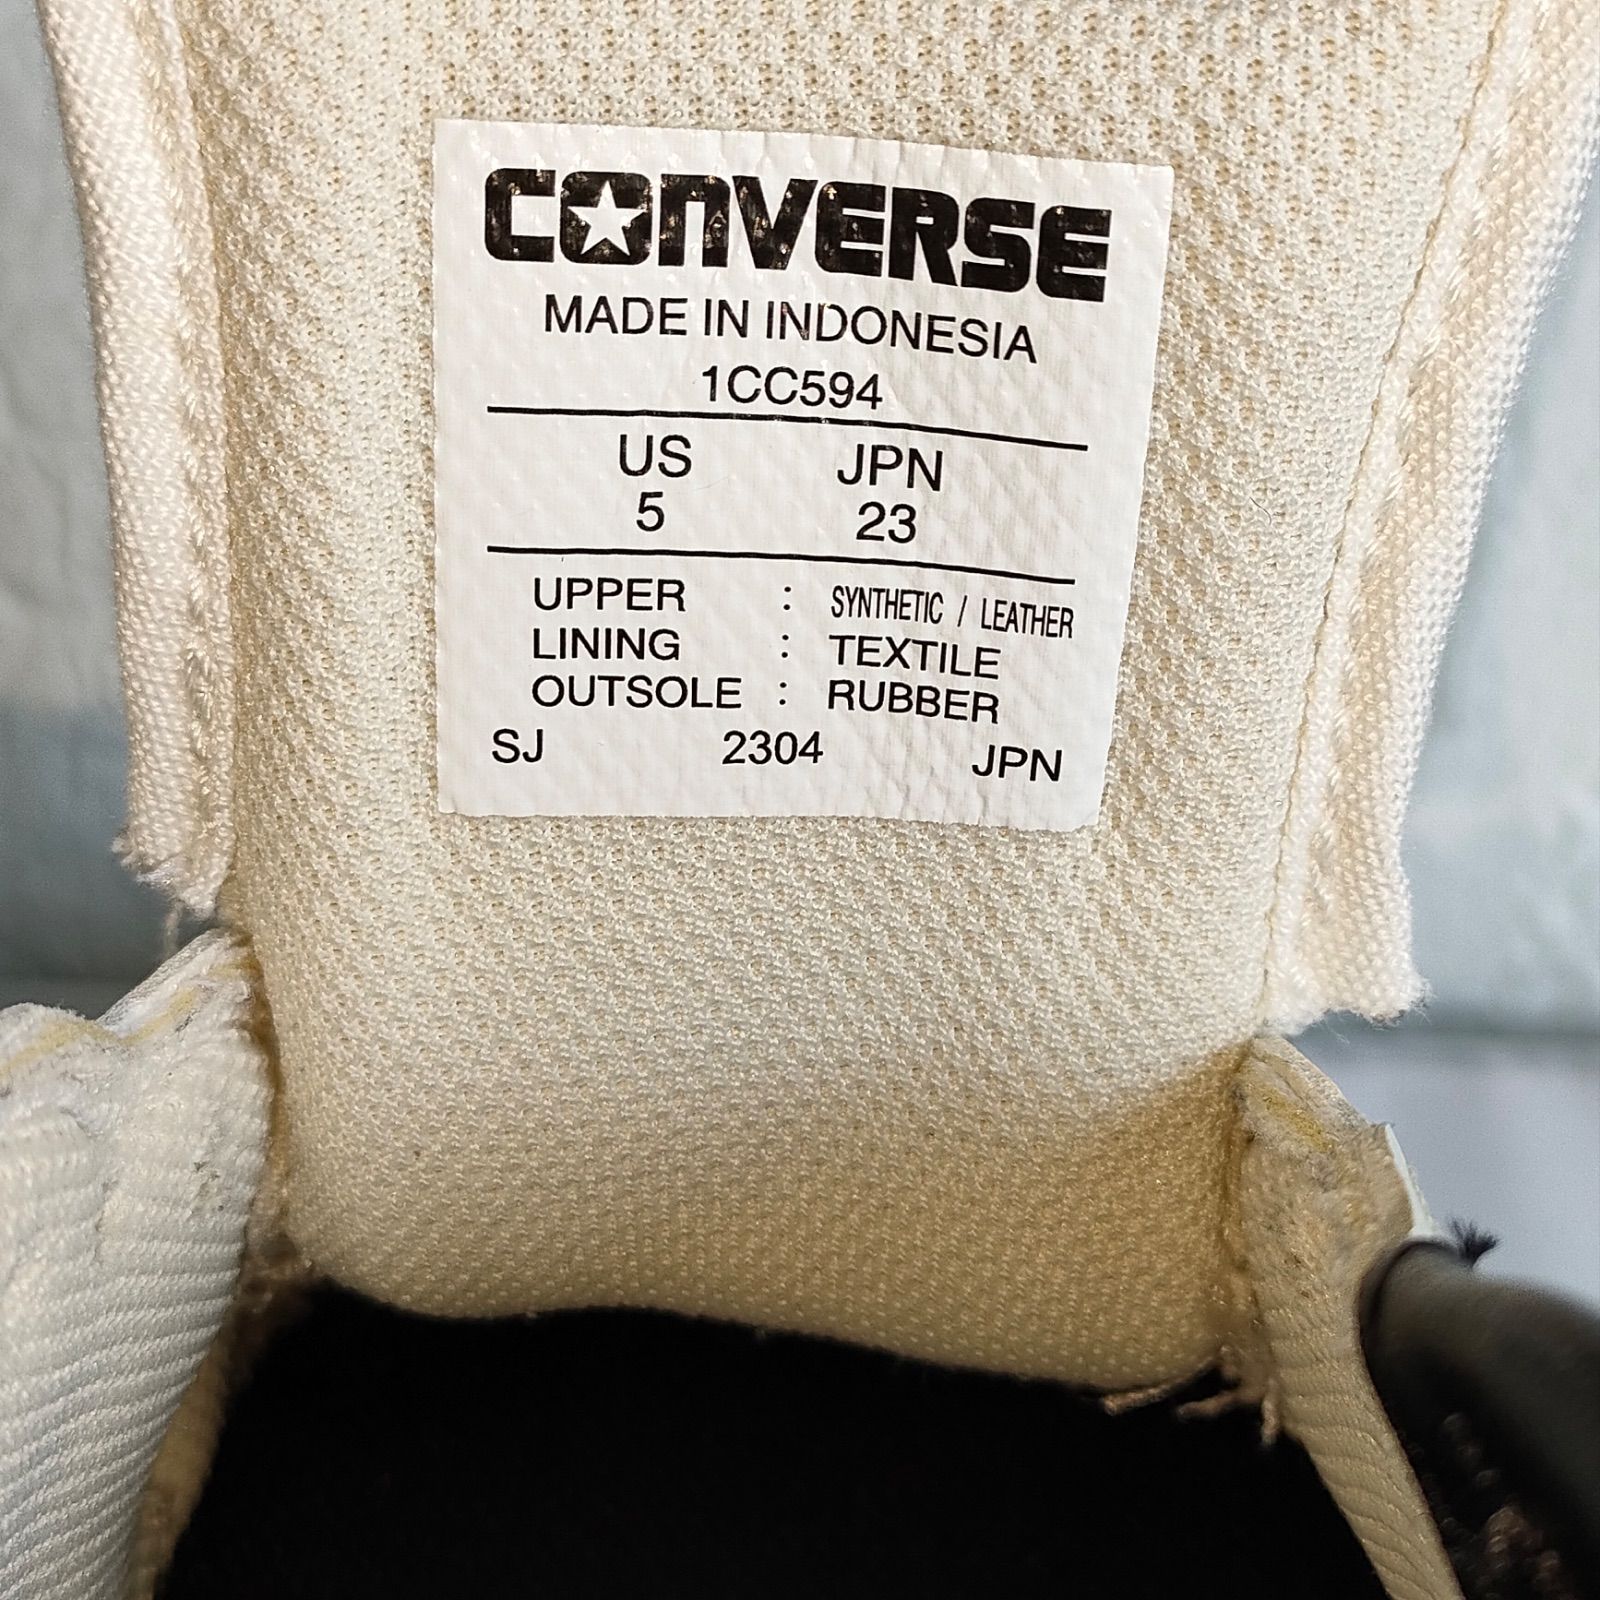 CONVERSE
MADE IN INDONESIA
1CC594
US JPN
5 23
UPPER : SYNTHETIC / LEATHER
LINING : TEXTILE
OUTSOLE : RUBBER
SJ 2304 JPN